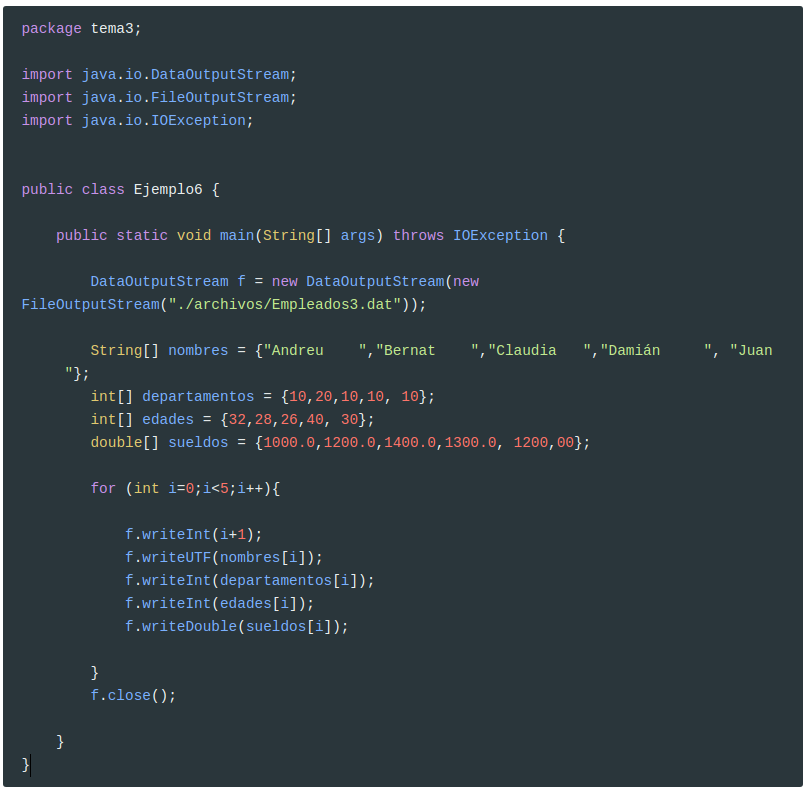 package tema3;

import java.io.DataOutputStream;
import java.io.FileOutputStream;
import java.io.IOException;


public class Ejemplo6 {

    public static void main(String[] args) throws IOException {

        DataOutputStream f = new DataOutputStream(new
FileOutputStream("./archivos/Empleados3.dat"));

        String[] nombres = {"Andreu    ","Bernat    ","Claudia   ","Damián     ", "Juan
     "};
        int[] departamentos = {10,20,10,10, 10};
        int[] edades = {32,28,26,40, 30};
        double[] sueldos = {1000.0,1200.0,1400.0,1300.0, 1200,00};

        for (int i=0;i<5;i++){

            f.writeInt(i+1);
            f.writeUTF(nombres[i]);
            f.writeInt(departamentos[i]);
            f.writeInt(edades[i]);
            f.writeDouble(sueldos[i]);

        }
        f.close();

    }
}